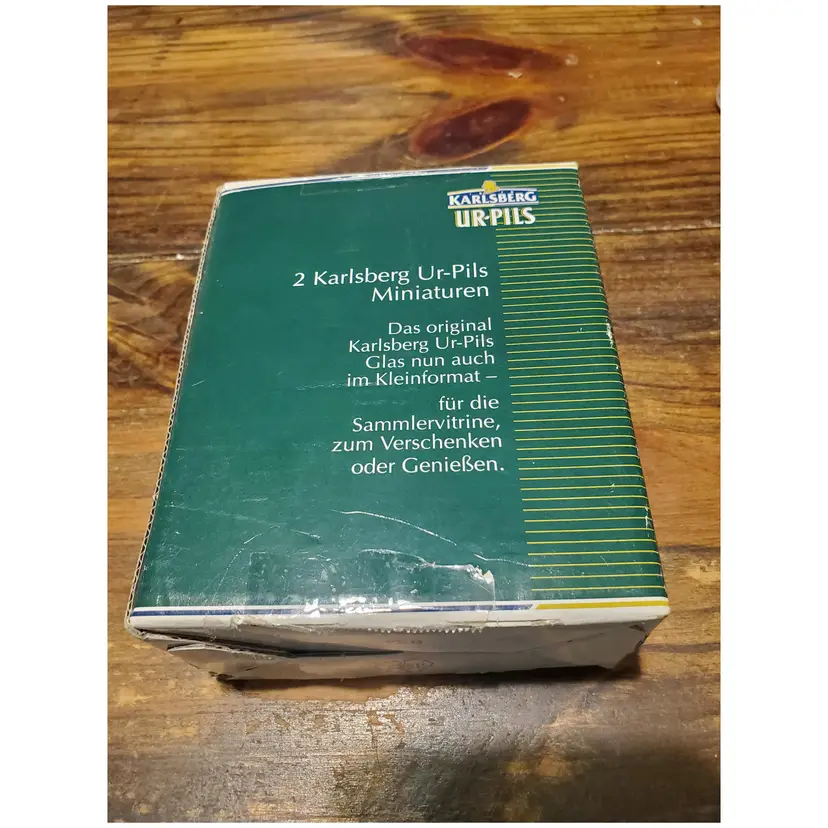 KARLSBERG
UR-PILS
2 Karlsberg Ur-Pils
Miniaturen
Das original
Karlsberg Ur-Pils
Glas nun auch
im Kleinformat –
für die
Sammlervitrine,
zum Verschenken
oder Genießen.